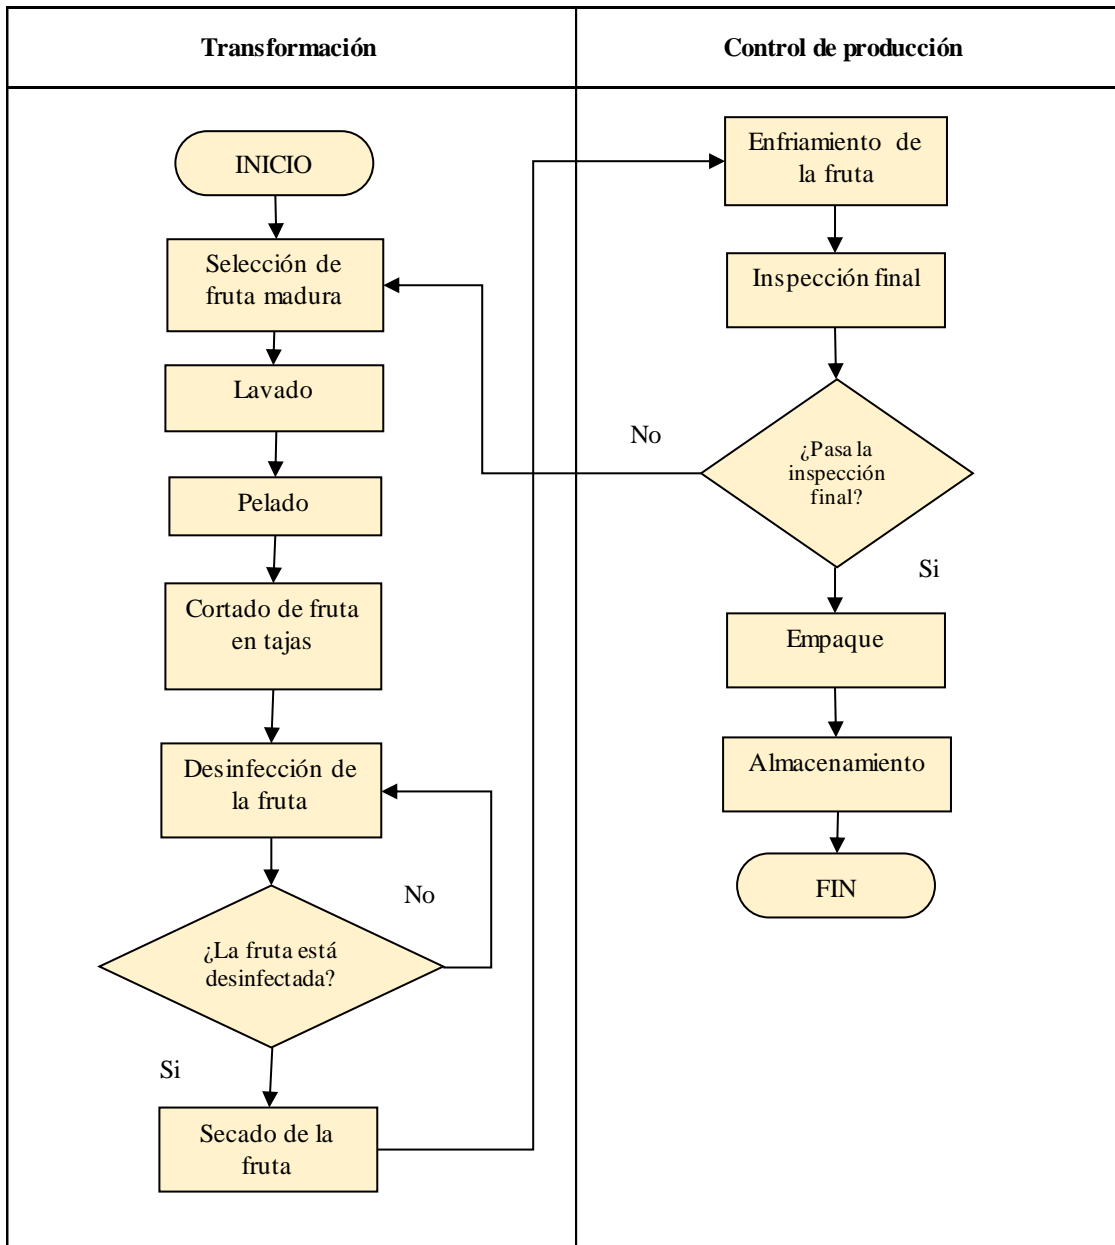 Transformación
Control de producción
INICIO
Selección de
fruta madura
Lavado
Pelado
Cortado de fruta
en tajas
Desinfección de
la fruta
No
¿La fruta está
desinfectada?
Si
Secado de la
fruta
Enfriamiento de
la fruta
Inspección final
No
¿Pasa la
inspección
final?
Si
Empaque
Almacenamiento
FIN